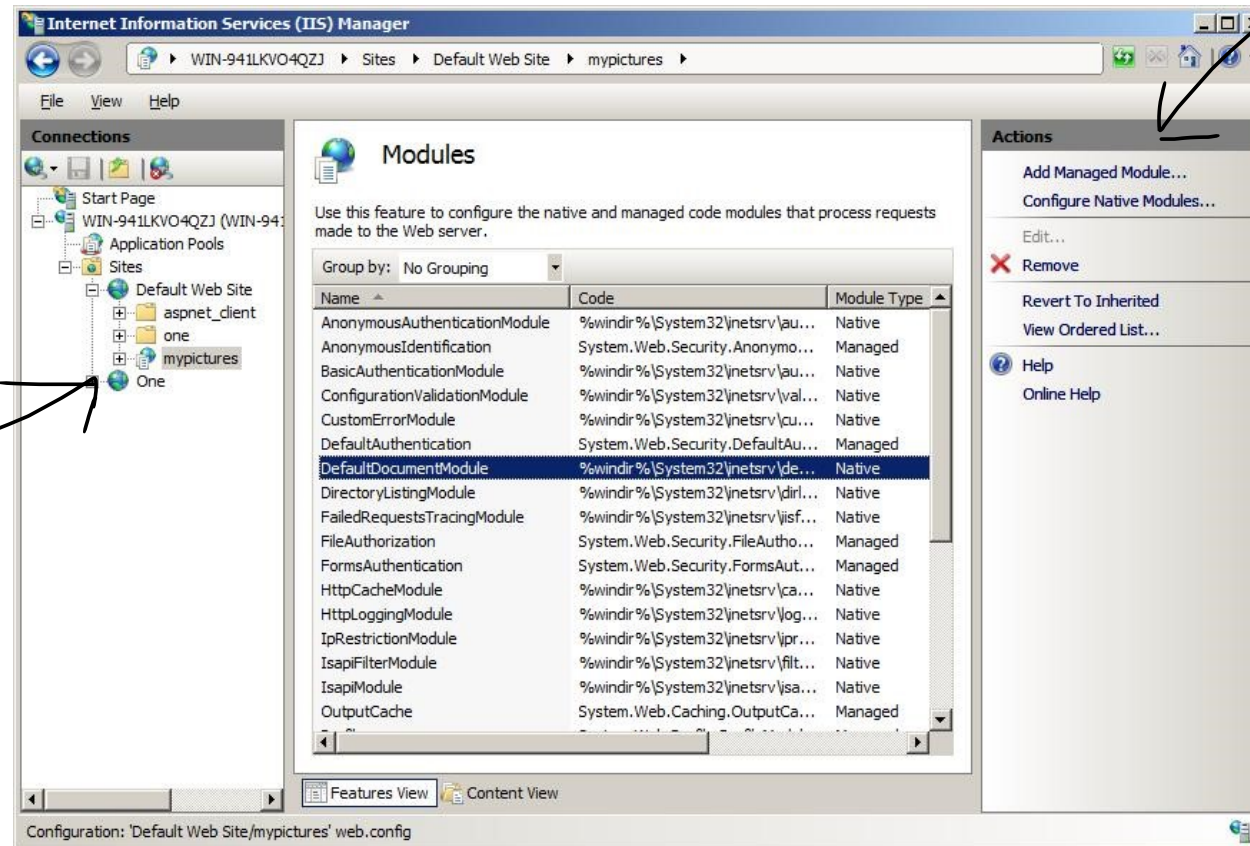 Internet Information Services (IIS) Manager
WIN-941LKVO4QZJ Sites Default Web Site mypictures
File View Help
Connections
Start Page
WIN-941LKVO4QZJ (WIN-941
Application Pools
Sites
Default Web Site
aspnet_client
one
mypictures
One
Modules
Use this feature to configure the native and managed code modules that process requests
made to the Web server.
Group by: No Grouping
Name Code Module Type
AnonymousAuthenticationModule %windir%\System32\inetsrv\au... Native
AnonymousIdentification System.Web.Security.Anonymo... Managed
BasicAuthenticationModule %windir%\System32\inetsrv\au... Native
ConfigurationValidationModule %windir%\System32\inetsrv\val... Native
CustomErrorModule %windir%\System32\inetsrv\cu... Native
DefaultAuthentication System.Web.Security.DefaultAu... Managed
DefaultDocumentModule %windir%\System32\inetsrv\de... Native
DirectoryListingModule %windir%\System32\inetsrv\dirl... Native
FailedRequestsTracingModule %windir%\System32\inetsrv\iisf... Native
FileAuthorization System.Web.Security.FileAutho... Managed
FormsAuthentication System.Web.Security.FormsAut... Managed
HttpCacheModule %windir%\System32\inetsrv\ca... Native
HttpLoggingModule %windir%\System32\inetsrv\log... Native
IpRestrictionModule %windir%\System32\inetsrv\ipr... Native
IsapiFilterModule %windir%\System32\inetsrv\filt... Native
IsapiModule %windir%\System32\inetsrv\isa... Native
OutputCache System.Web.Caching.OutputCa... Managed
Features View Content View
Actions
Add Managed Module...
Configure Native Modules...
Edit...
Remove
Revert To Inherited
View Ordered List...
Help
Online Help
Configuration: 'Default Web Site/mypictures' web.config